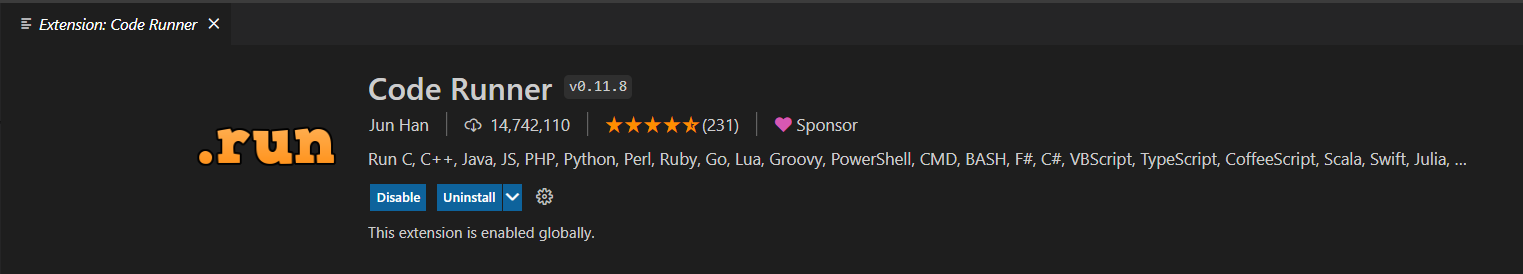 Extension: Code Runner
Code Runner v0.11.8
.run
Jun Han 14,742,110 (231) Sponsor
Run C, C++, Java, JS, PHP, Python, Perl, Ruby, Go, Lua, Groovy, PowerShell, CMD, BASH, F#, C#, VBScript, TypeScript, CoffeeScript, Scala, Swift, Julia, ...
Disable Uninstall
This extension is enabled globally.